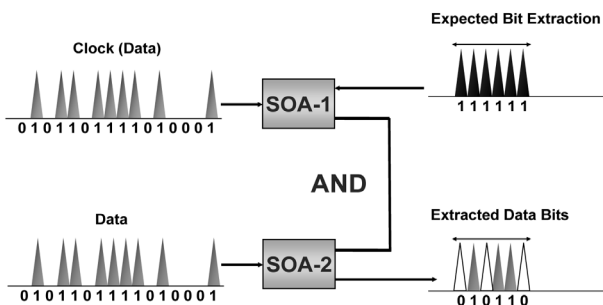 Expected Bit Extraction
Clock (Data)
SOA-1
0 1 0 1 1 0 1 1 1 1 0 1 0 0 0 1
1 1 1 1 1 1
AND
Data
Extracted Data Bits
SOA-2
0 1 0 1 1 0 1 1 1 1 0 1 0 0 0 1
0 1 0 1 1 0